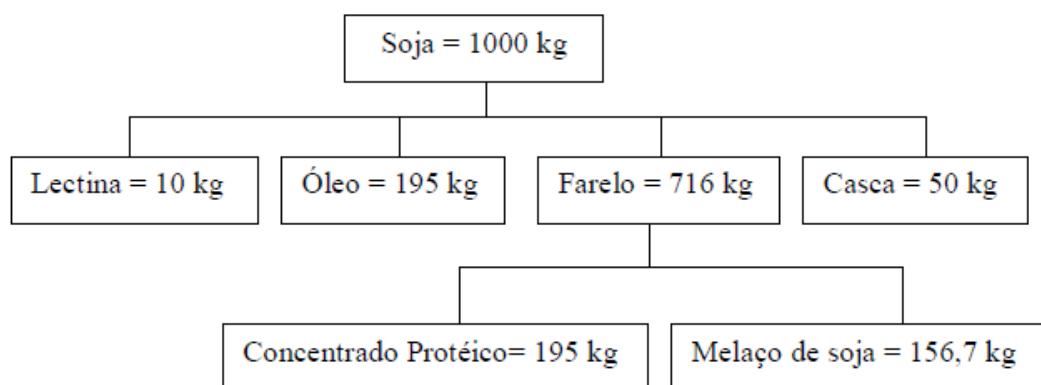 Soja = 1000 kg
Lectina = 10 kg
Óleo = 195 kg
Farelo = 716 kg
Casca = 50 kg
Concentrado Protéico= 195 kg
Melaço de soja = 156,7 kg